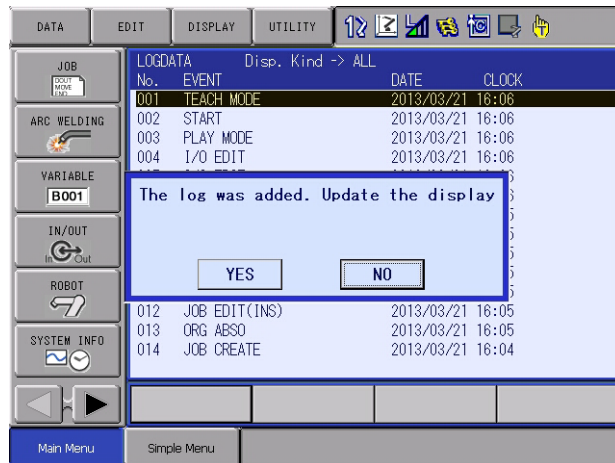 DATA EDIT DISPLAY UTILITY 12
JOB
DOUT
MOVE
END
ARC WELDING
VARIABLE
B001
IN/OUT
In Out
ROBOT
SYSTEM INFO
LOGDATA Disp. Kind -> ALL
No. EVENT DATE CLOCK
001 TEACH MODE 2013/03/21 16:06
002 START 2013/03/21 16:06
003 PLAY MODE 2013/03/21 16:06
004 I/O EDIT 2013/03/21 16:06
The log was added. Update the display
YES NO
012 JOB EDIT(INS) 2013/03/21 16:05
013 ORG ABSO 2013/03/21 16:05
014 JOB CREATE 2013/03/21 16:04
Main Menu Simple Menu